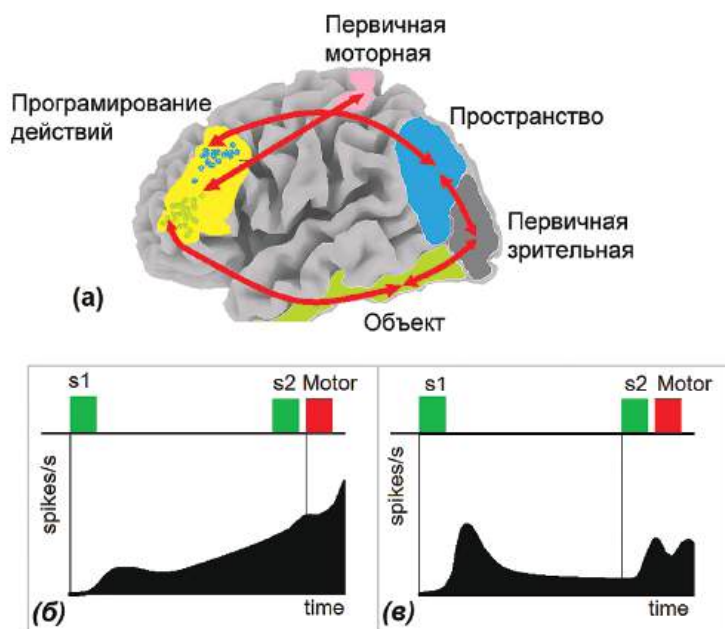 Первичная
моторная
Програмирование
действий
Пространство
Первичная
зрительная
(а)
Объект
s1
s2 Motor
spikes/s
(б)
time
s1
s2 Motor
spikes/s
(в)
time